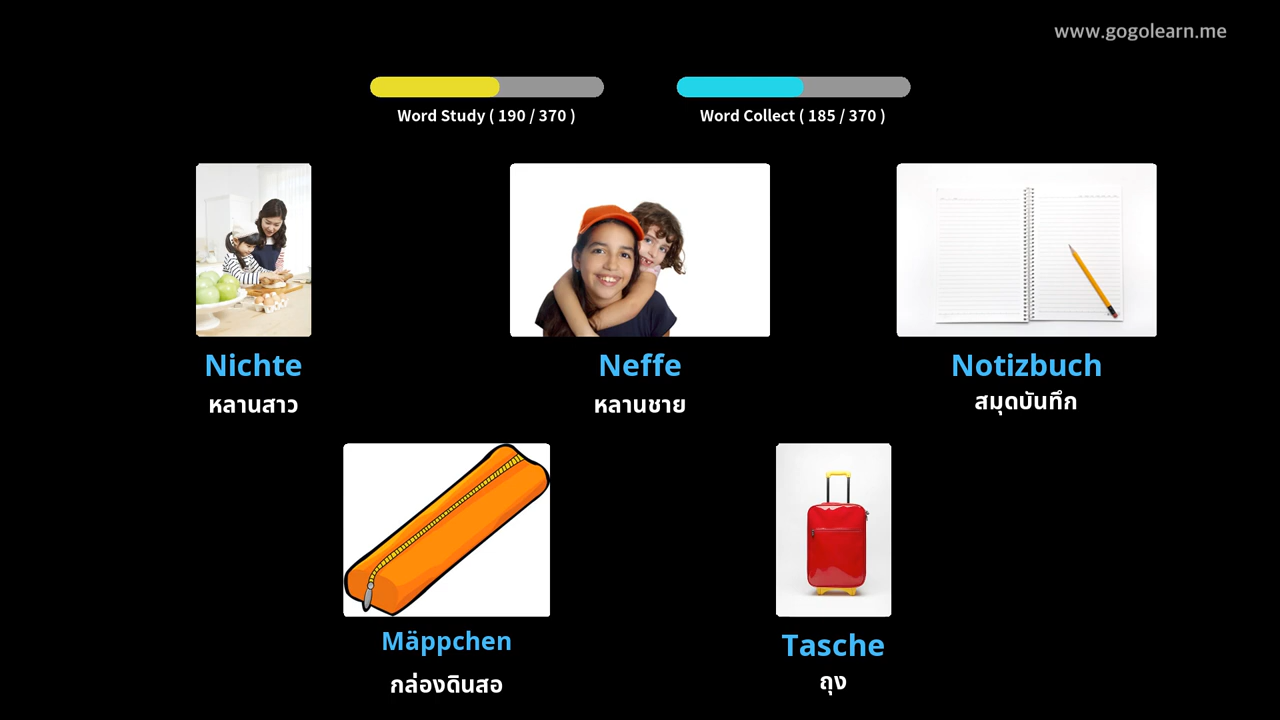 www.gogolearn.me
Word Study ( 190 / 370 )
Word Collect ( 185 / 370 )
Nichte
หลานสาว
Neffe
หลานชาย
Notizbuch
สมุดบันทึก
Mäppchen
กล่องดินสอ
Tasche
ถุง